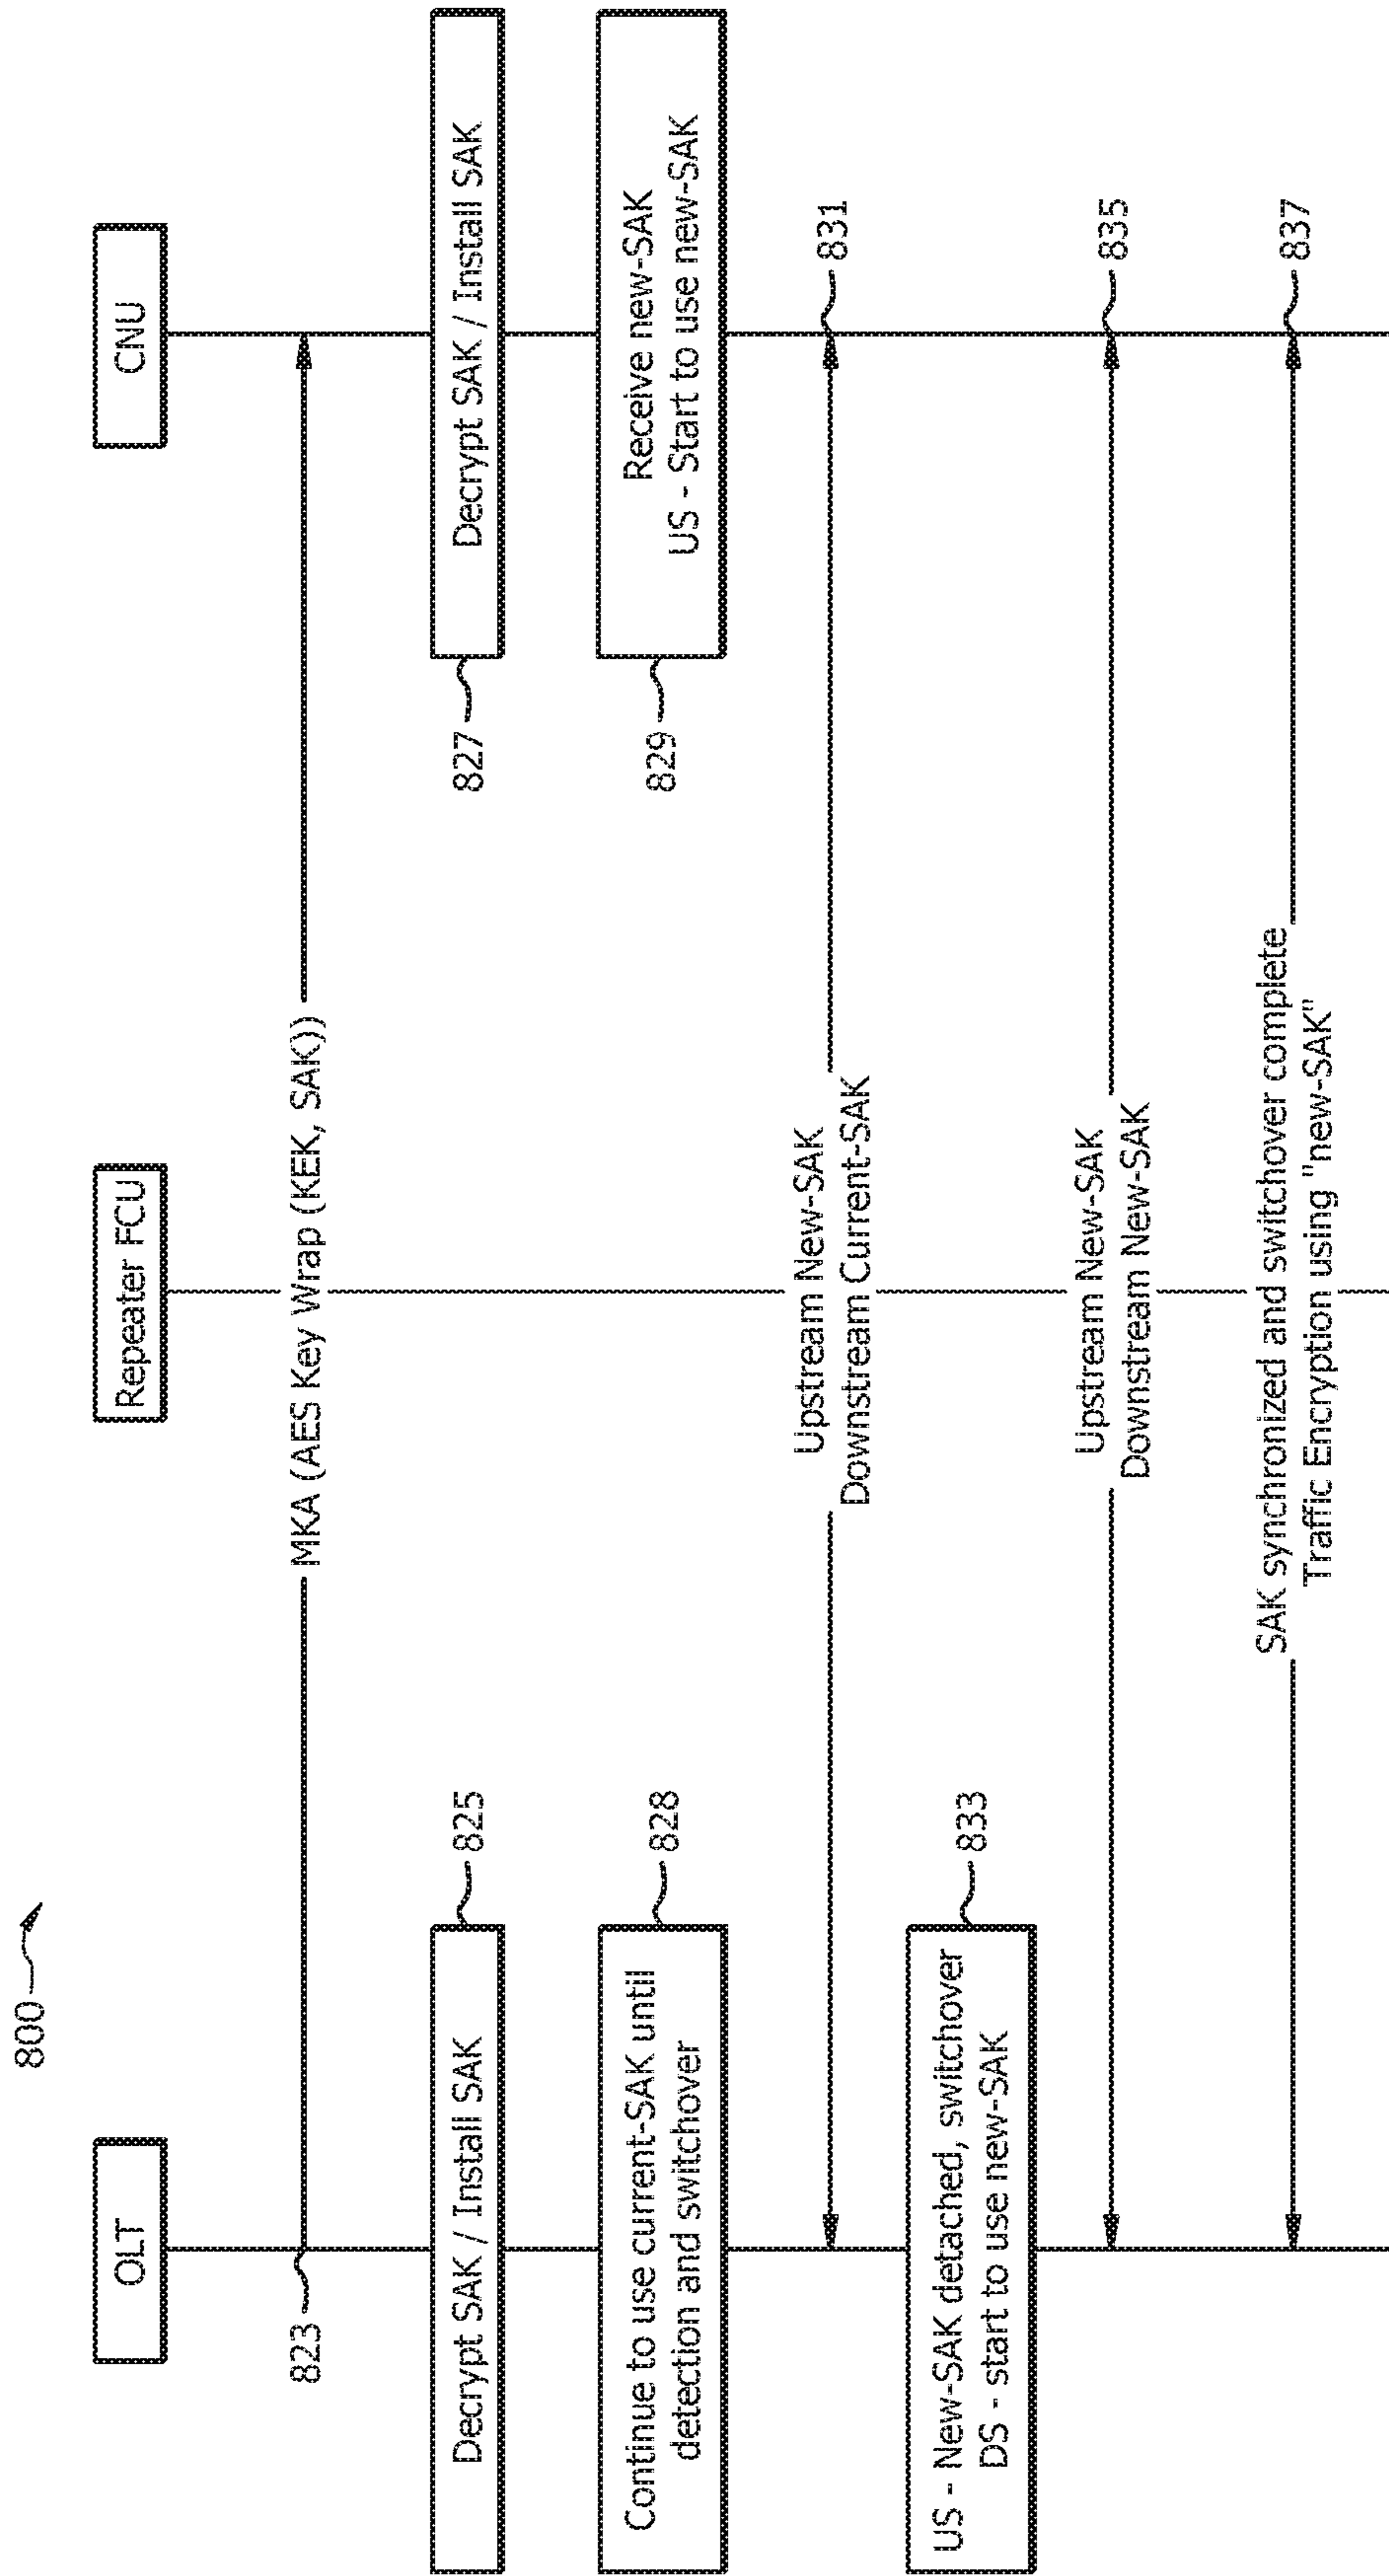 800
OLT
Repeater FCU
CNU
823
MKA (AES Key Wrap (KEK, SAK))
Decrypt SAK / Install SAK
825
827
Decrypt SAK / Install SAK
Continue to use current-SAK until
detection and switchover
828
829
Receive new-SAK
US - Start to use new-SAK
Upstream New-SAK
Downstream Current-SAK
831
US - New-SAK detached, switchover
DS - start to use new-SAK
833
Upstream New-SAK
Downstream New-SAK
835
SAK synchronized and switchover complete
Traffic Encryption using "new-SAK"
837